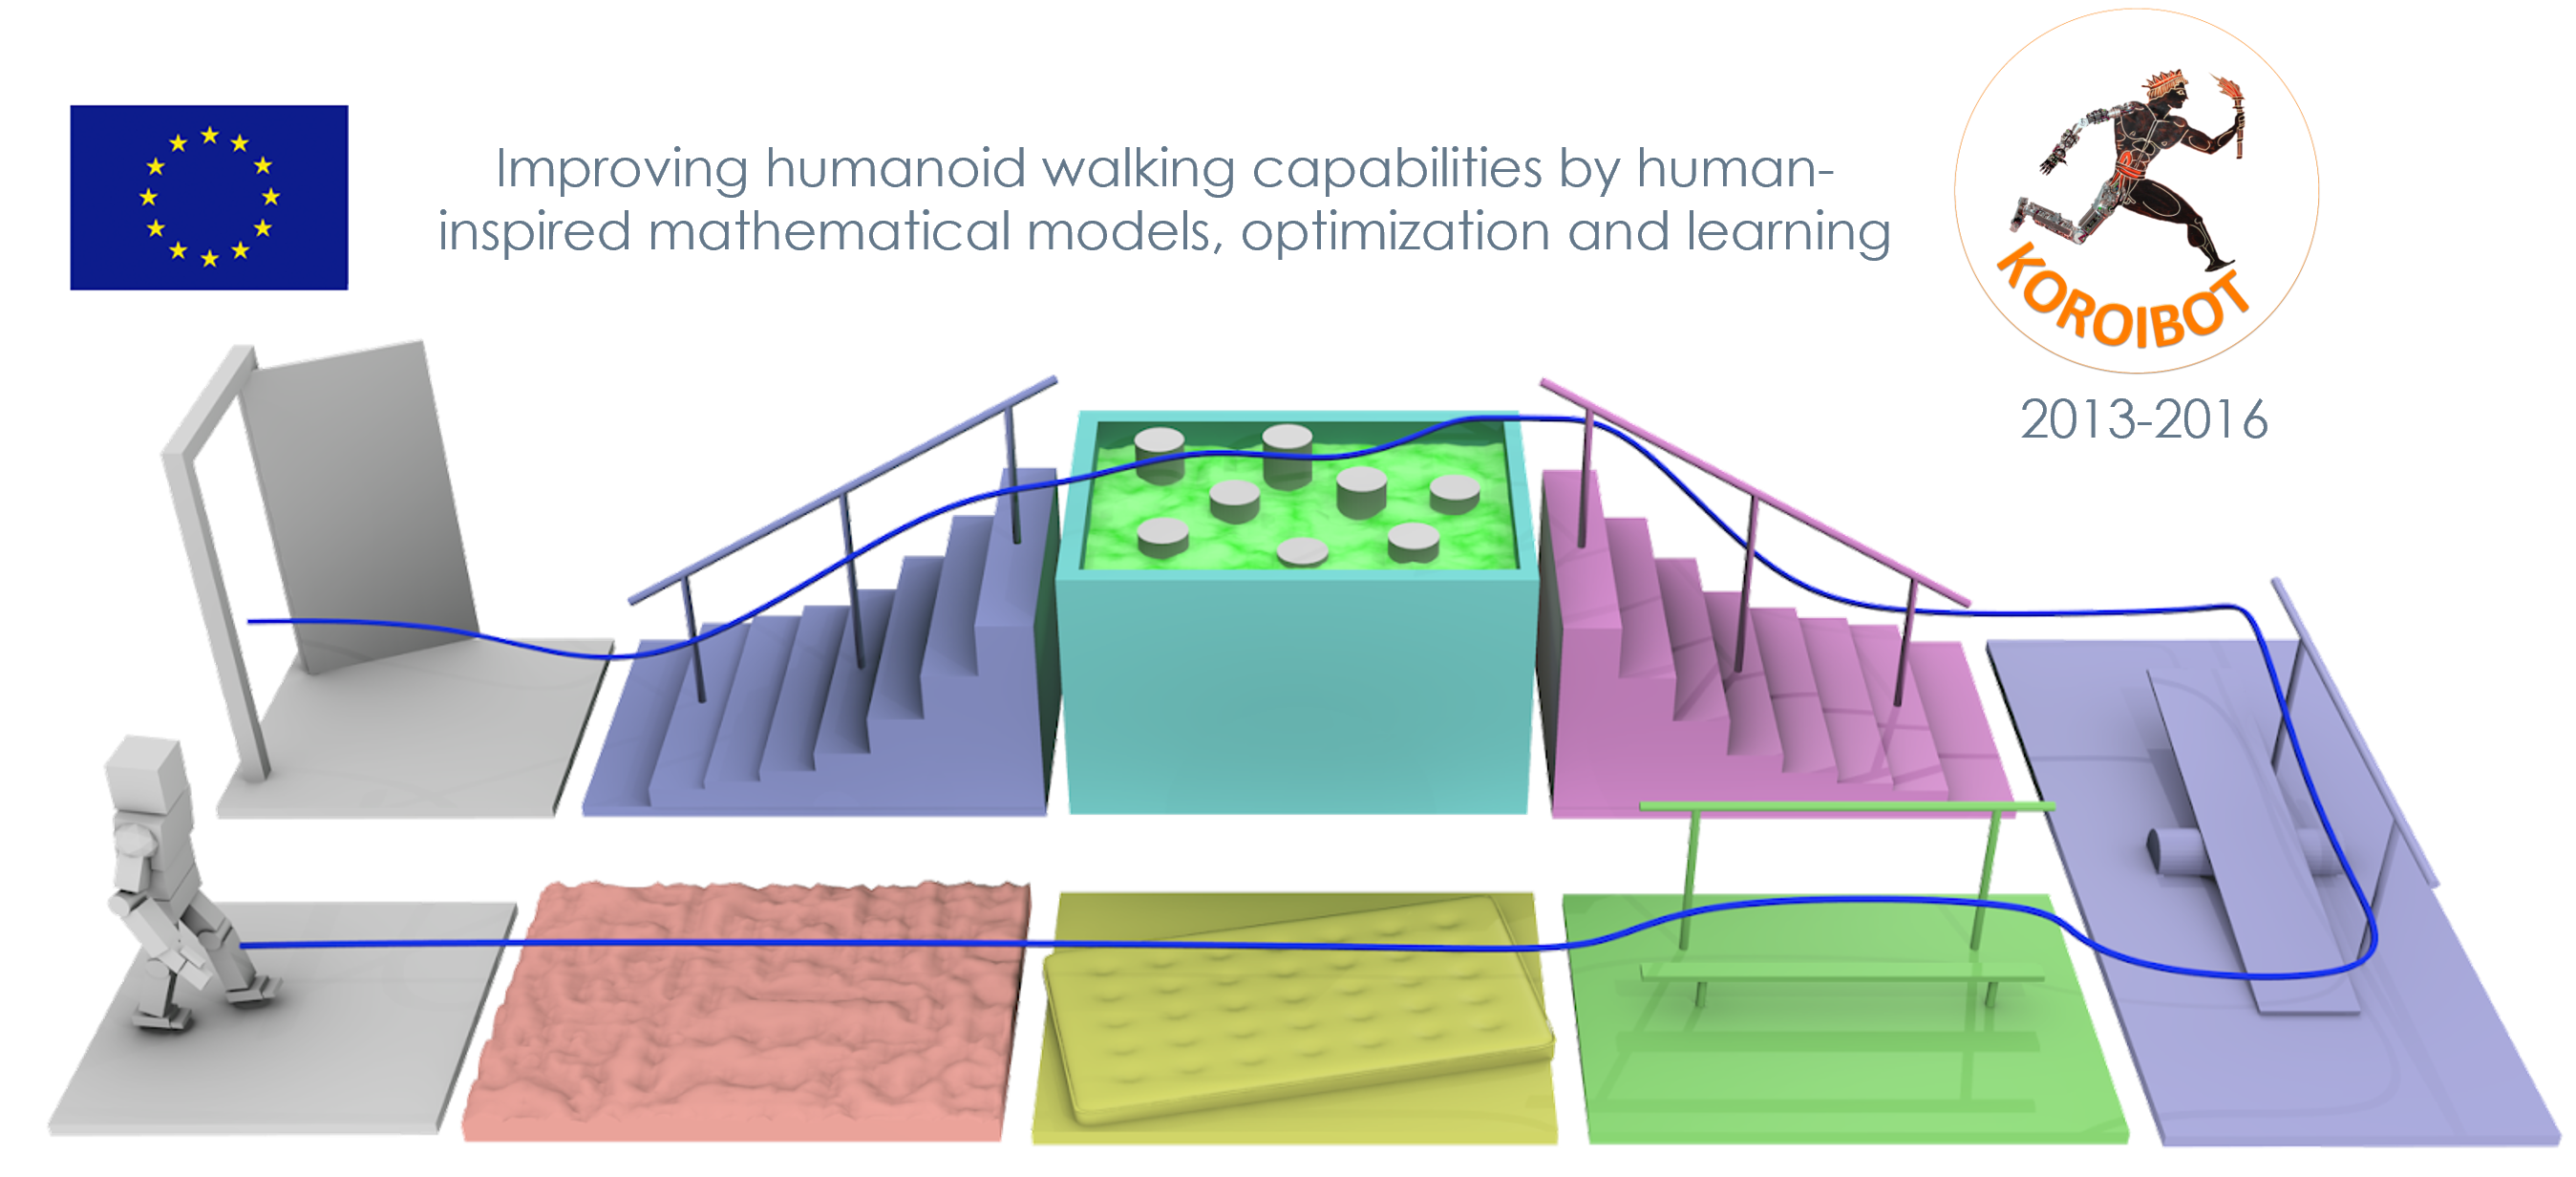 Improving humanoid walking capabilities by human-
inspired mathematical models, optimization and learning
KOROIBOT
2013-2016